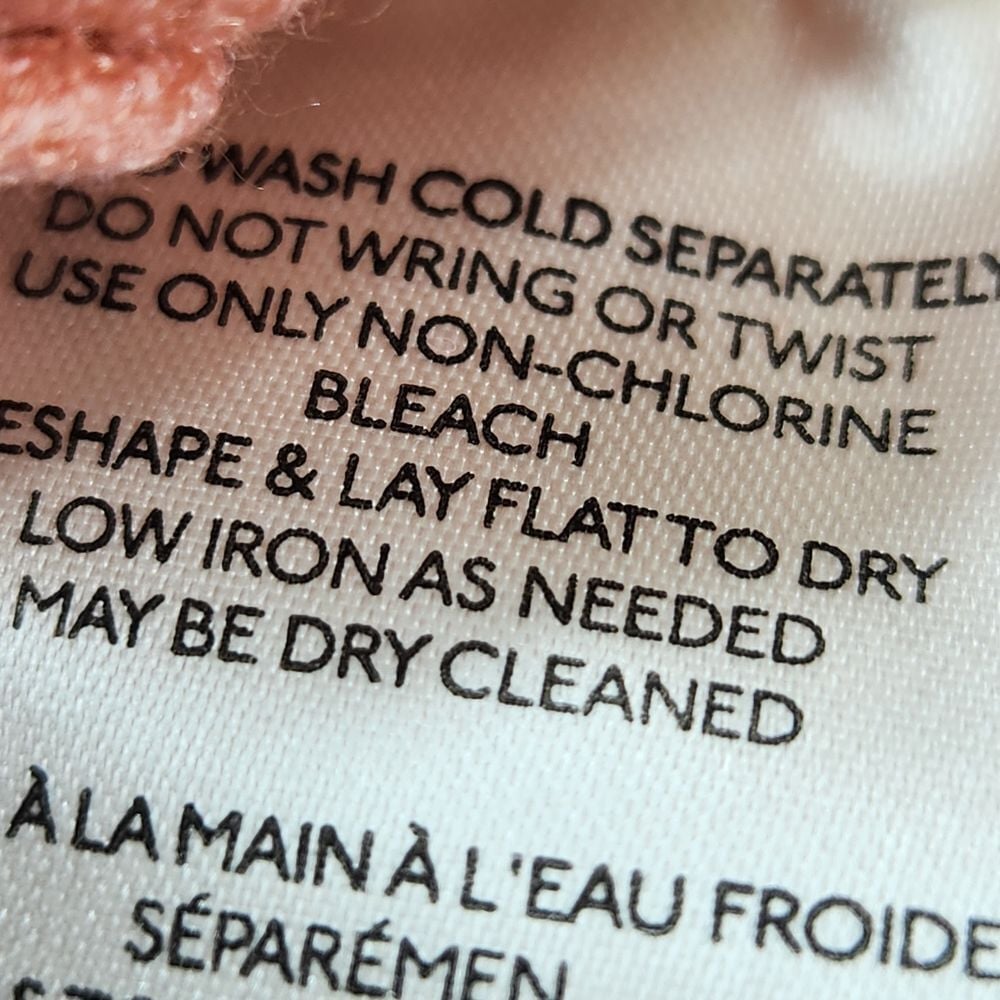 WASH COLD SEPARATELY
DO NOT WRING OR TWIST
USE ONLY NON-CHLORINE
BLEACH
ESHAPE & LAY FLAT TO DRY
LOW IRON AS NEEDED
MAY BE DRY CLEANED
À LA MAIN À L'EAU FROIDE
SÉPARÉMEN